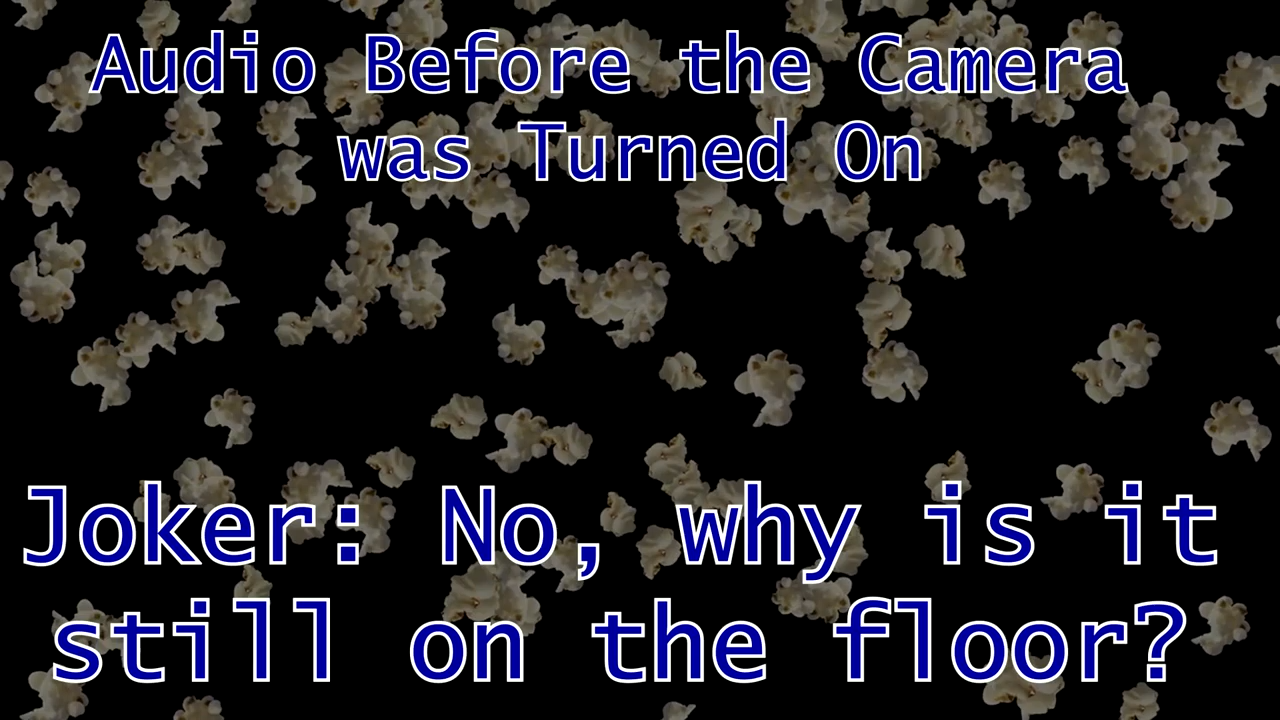 Audio Before the Camera
was Turned On
Joker: No, why is it
still on the floor?